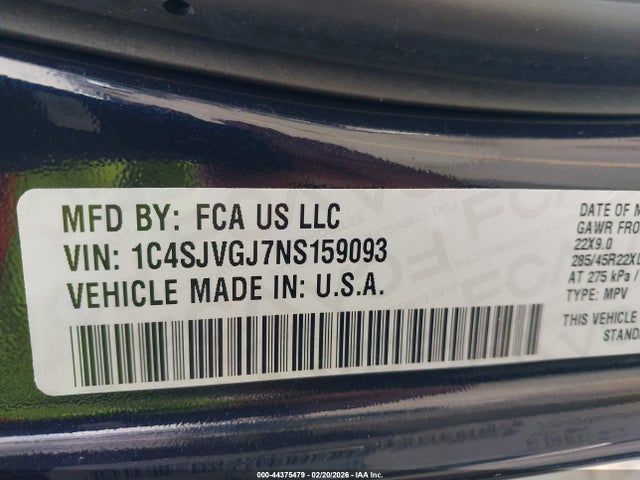 MFD BY: FCA US LLC
VIN: 1C4SJVGJ7NS159093
VEHICLE MADE IN: U.S.A.
DATE OF M
GAWR FRO
22X9.0
285/45R22XL
AT 275 kPa /
TYPE: MPV
THIS VEHICLE
STAND
000-44375479 - 02/20/2026 - IAA Inc.